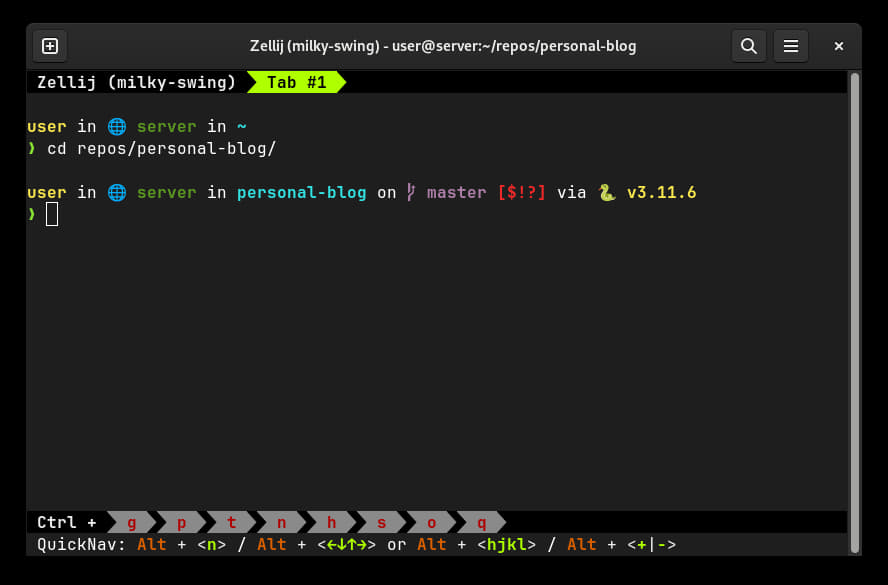 Zellij (milky-swing) - user@server:~/repos/personal-blog
Zellij (milky-swing) Tab #1
user in 🌐 server in ~
❯ cd repos/personal-blog/
user in 🌐 server in personal-blog on master [$!?] via 🐍 v3.11.6
❯
Ctrl + g p t n h s o q
QuickNav: Alt + <n> / Alt + <←↓↑→> or Alt + <hjkl> / Alt + <+|->